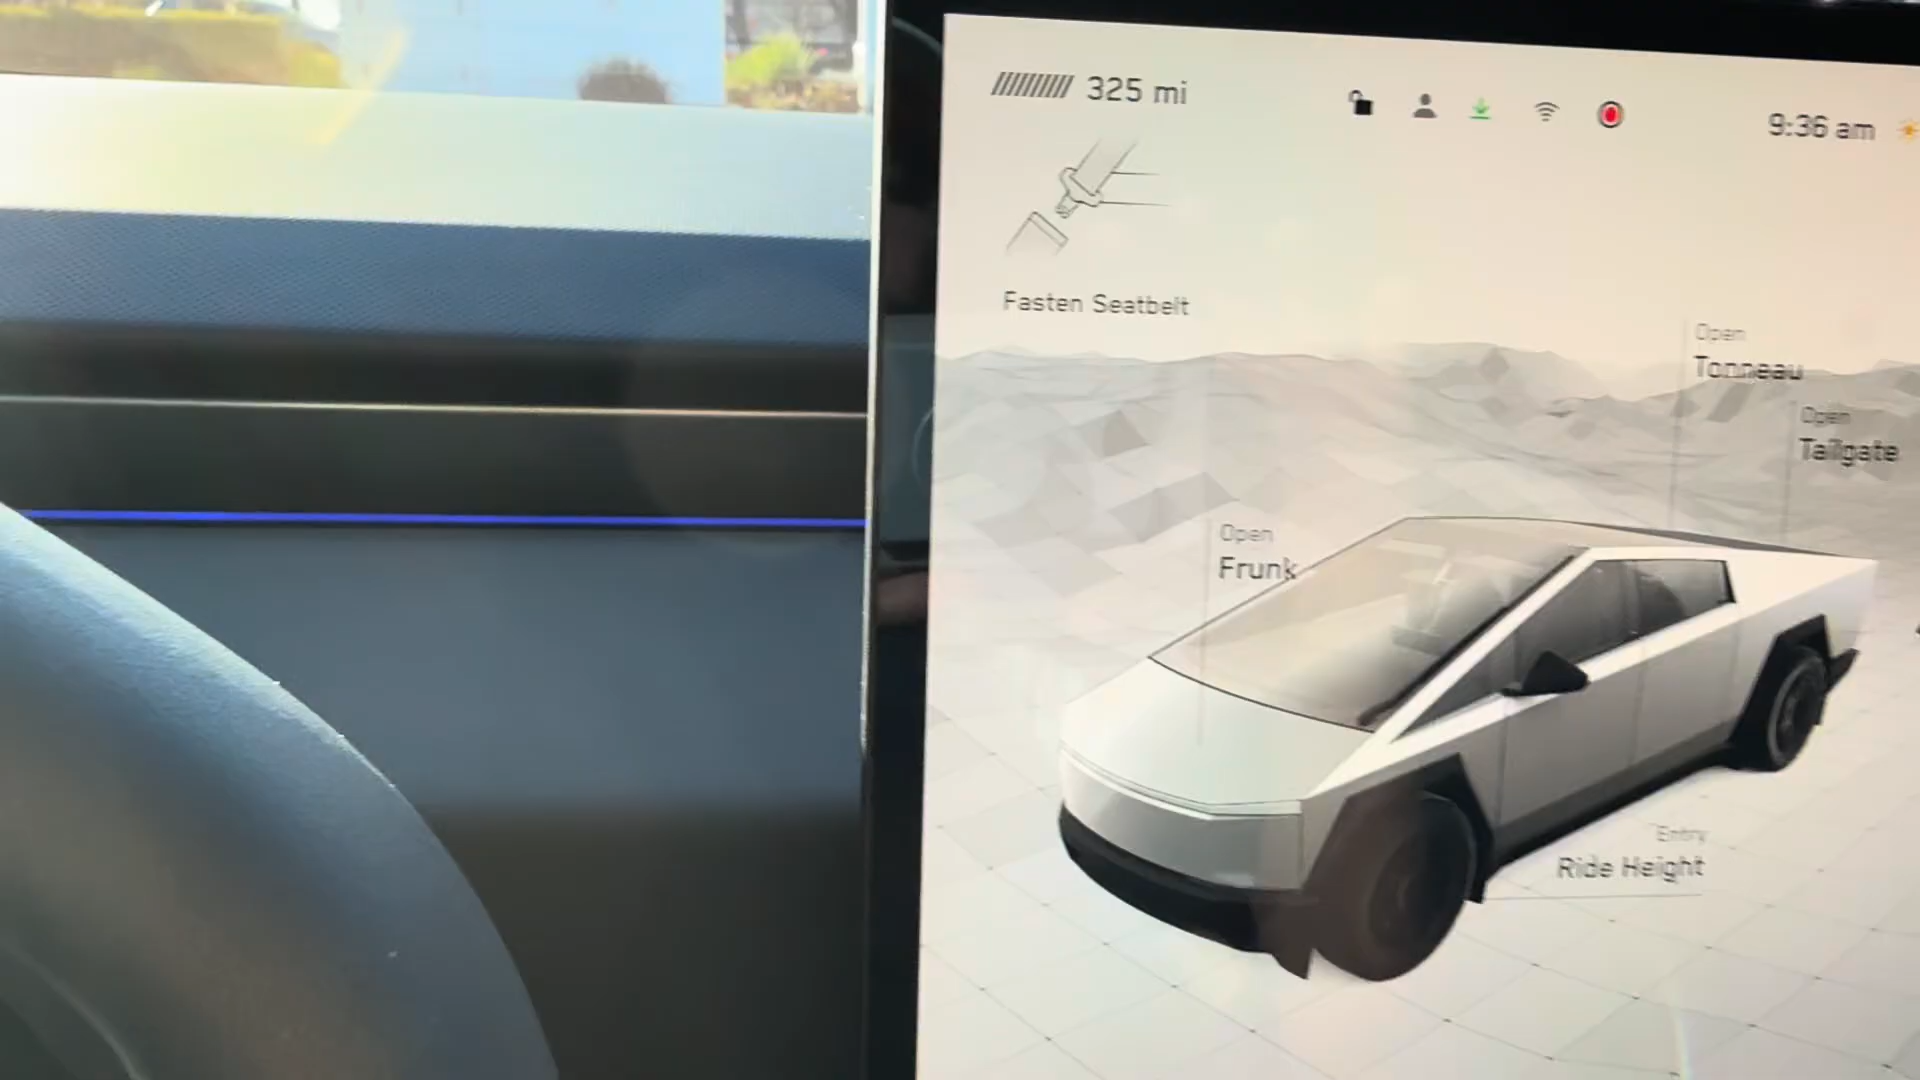 325 mi
9:36 am
Fasten Seatbelt
Open
Tonneau
Open
Tailgate
Open
Frunk
Entry
Ride Height